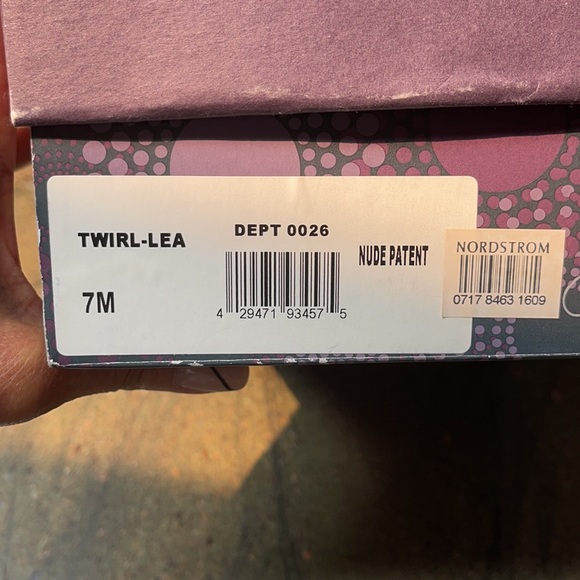 TWIRL-LEA
7M
DEPT 0026
4 29471 93457 5
NUDE PATENT
NORDSTROM
0717 8463 1609